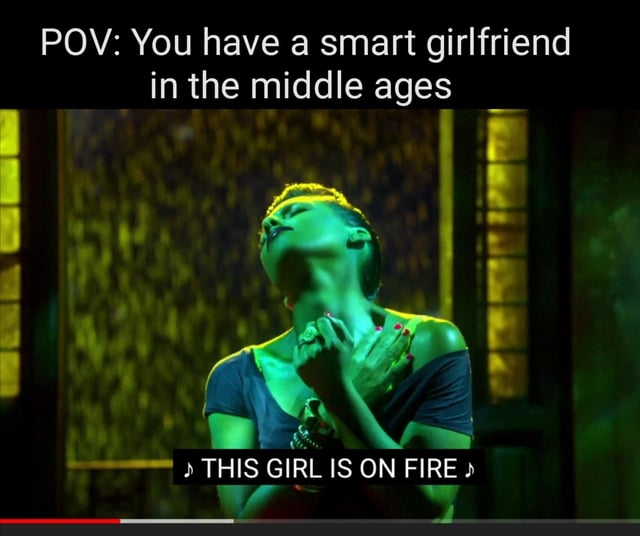 POV: You have a smart girlfriend
in the middle ages
♪ THIS GIRL IS ON FIRE ♪